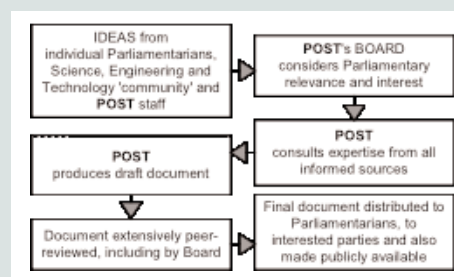 IDEAS from
individual Parliamentarians,
Science, Engineering and
Technology 'community' and
POST staff
POST's BOARD
considers Parliamentary
relevance and interest
POST
consults expertise from all
informed sources
POST
produces draft document
Document extensively peer-
reviewed, including by Board
Final document distributed to
Parliamentarians, to
interested parties and also
made publicly available